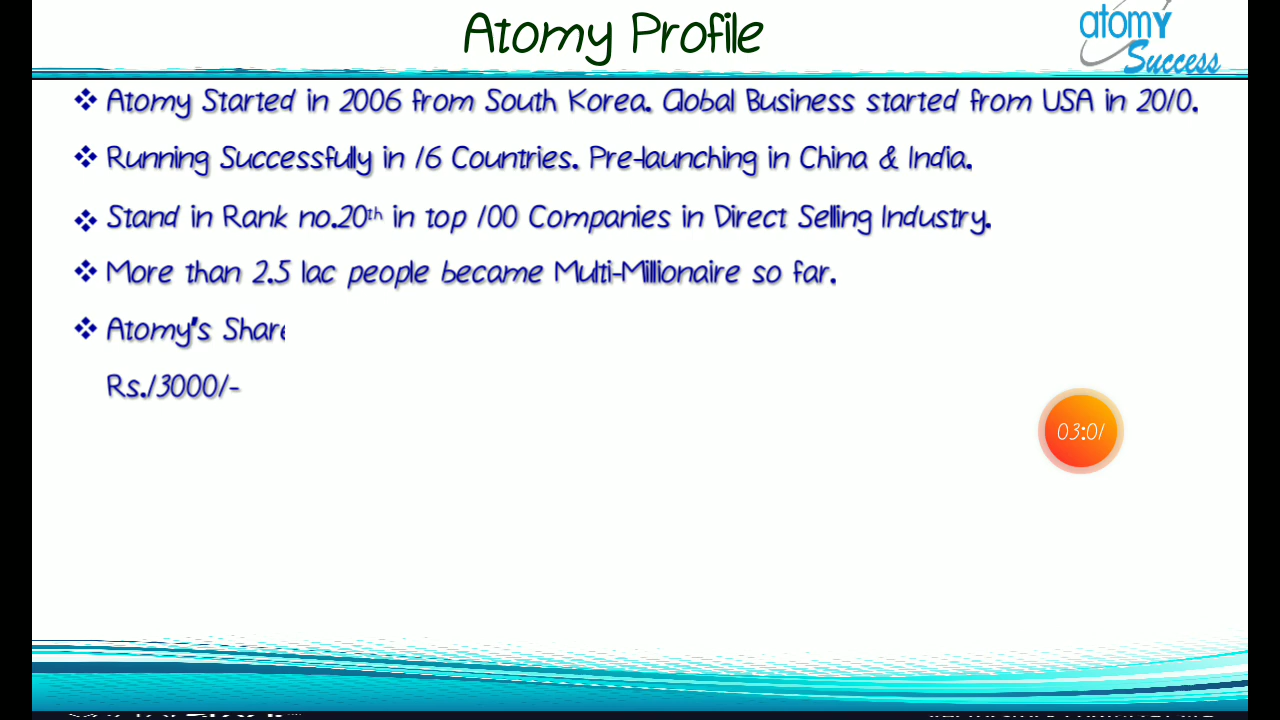 Atomy Profile
atomy
Success
Atomy Started in 2006 from South Korea. Global Business started from USA in 2010.
Running Successfully in 16 Countries. Pre-launching in China & India.
Stand in Rank no.20th in top 100 Companies in Direct Selling Industry.
More than 2.5 lac people became Multi-Millionaire so far.
Atomy's Share
Rs.13000/-
03:01